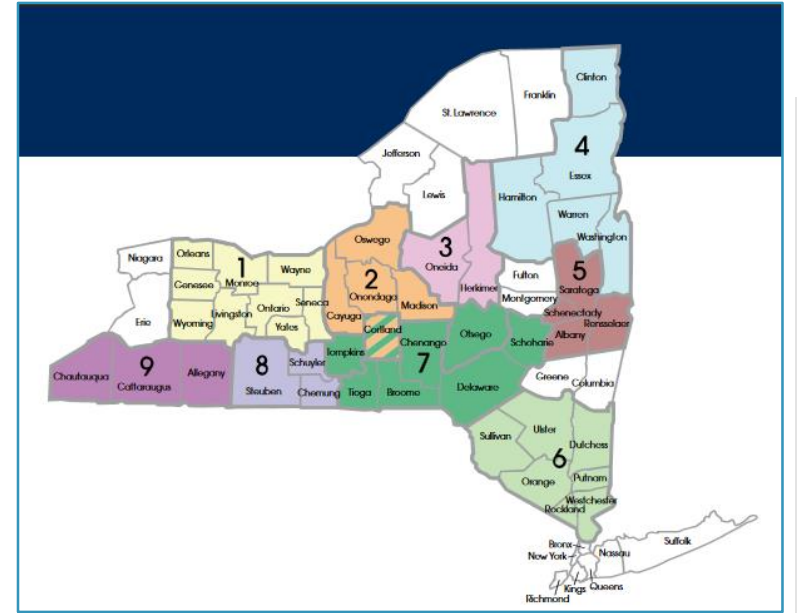 Clinton
Franklin
St. Lawrence
4
Jefferson
Essex
Lewis
Hamilton
Warren
Washington
Oswego
3
Oneida
Herkimer
Niagara
Orleans
1
Monroe
Wayne
2
Onondaga
Fulton
5
Saratoga
Genesee
Ontario
Seneca
Madison
Montgomery
Erie
Wyoming
Livingston
Yates
Cayuga
Cortland
Schenectady
Rensselaer
Chenango
Otsego
Schoharie
Albany
Tompkins
7
Chautauqua
9
Cattaraugus
Allegany
8
Steuben
Schuyler
Chemung
Tioga
Broome
Delaware
Greene
Columbia
Sullivan
Ulster
Dutchess
6
Orange
Putnam
Westchester
Rockland
Bronx
New York
Nassau
Suffolk
Kings
Queens
Richmond